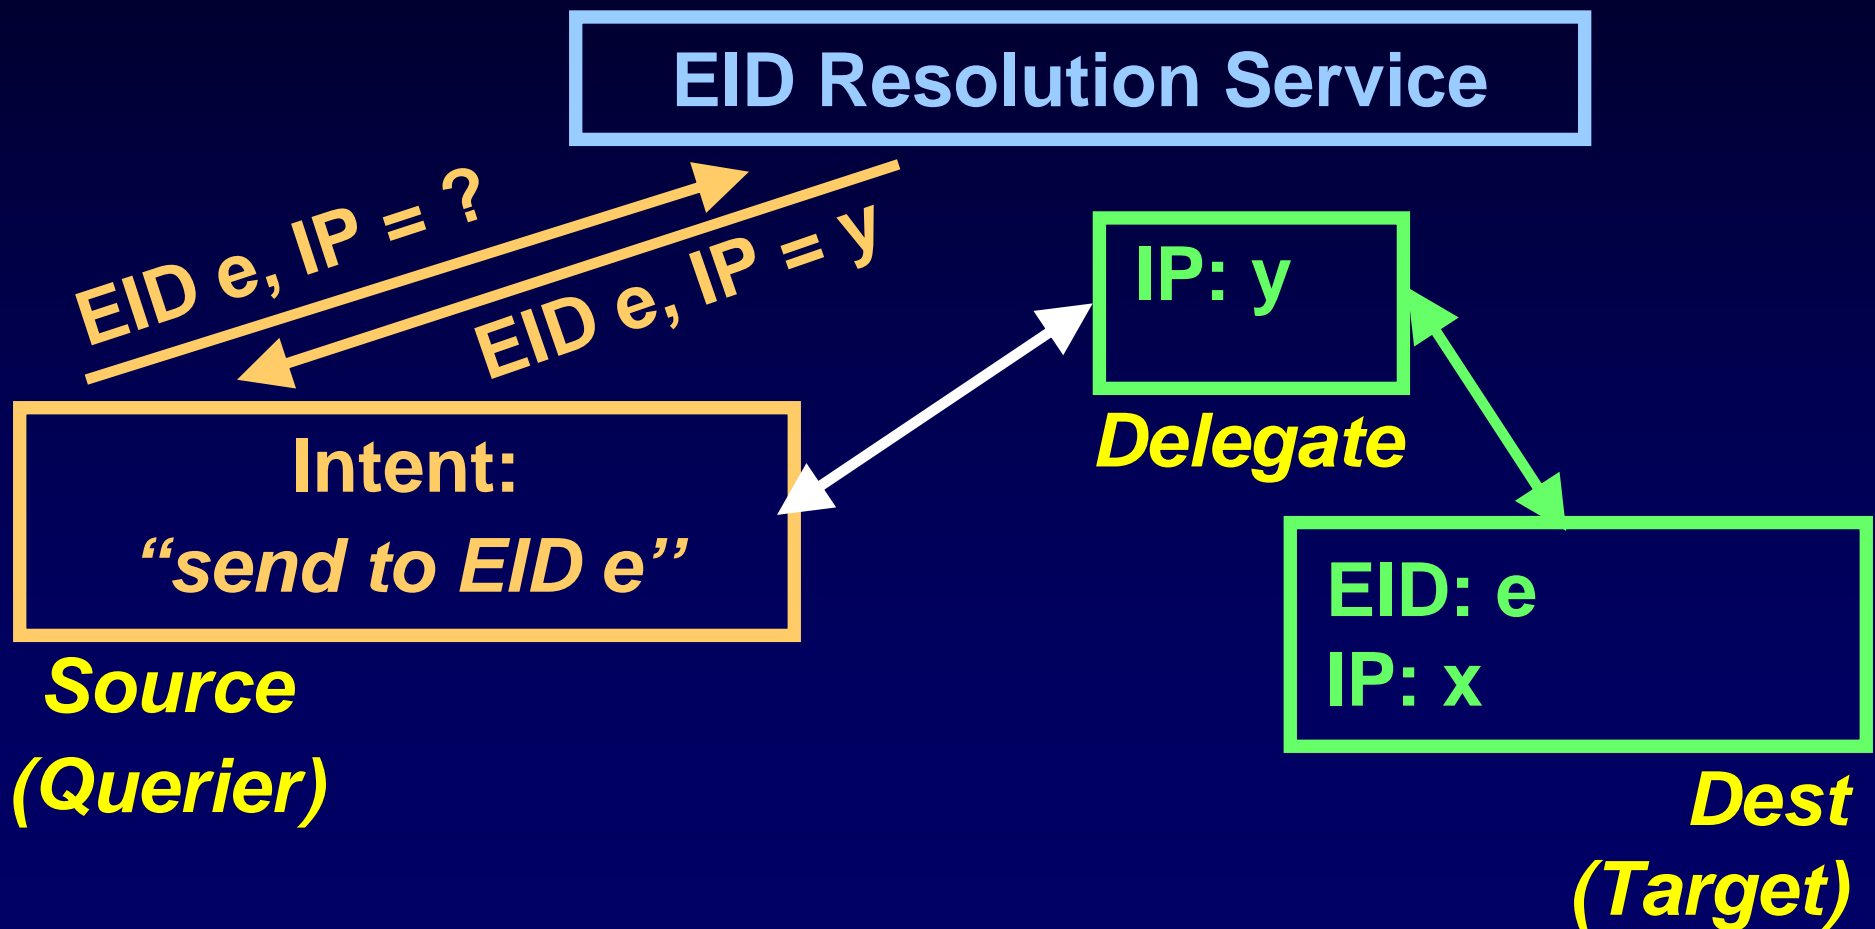 EID Resolution Service
EID e, IP = ?
EID e, IP = y
IP: y
Delegate
Intent:
“send to EID e’’
Source
(Querier)
EID: e
IP: x
Dest
(Target)